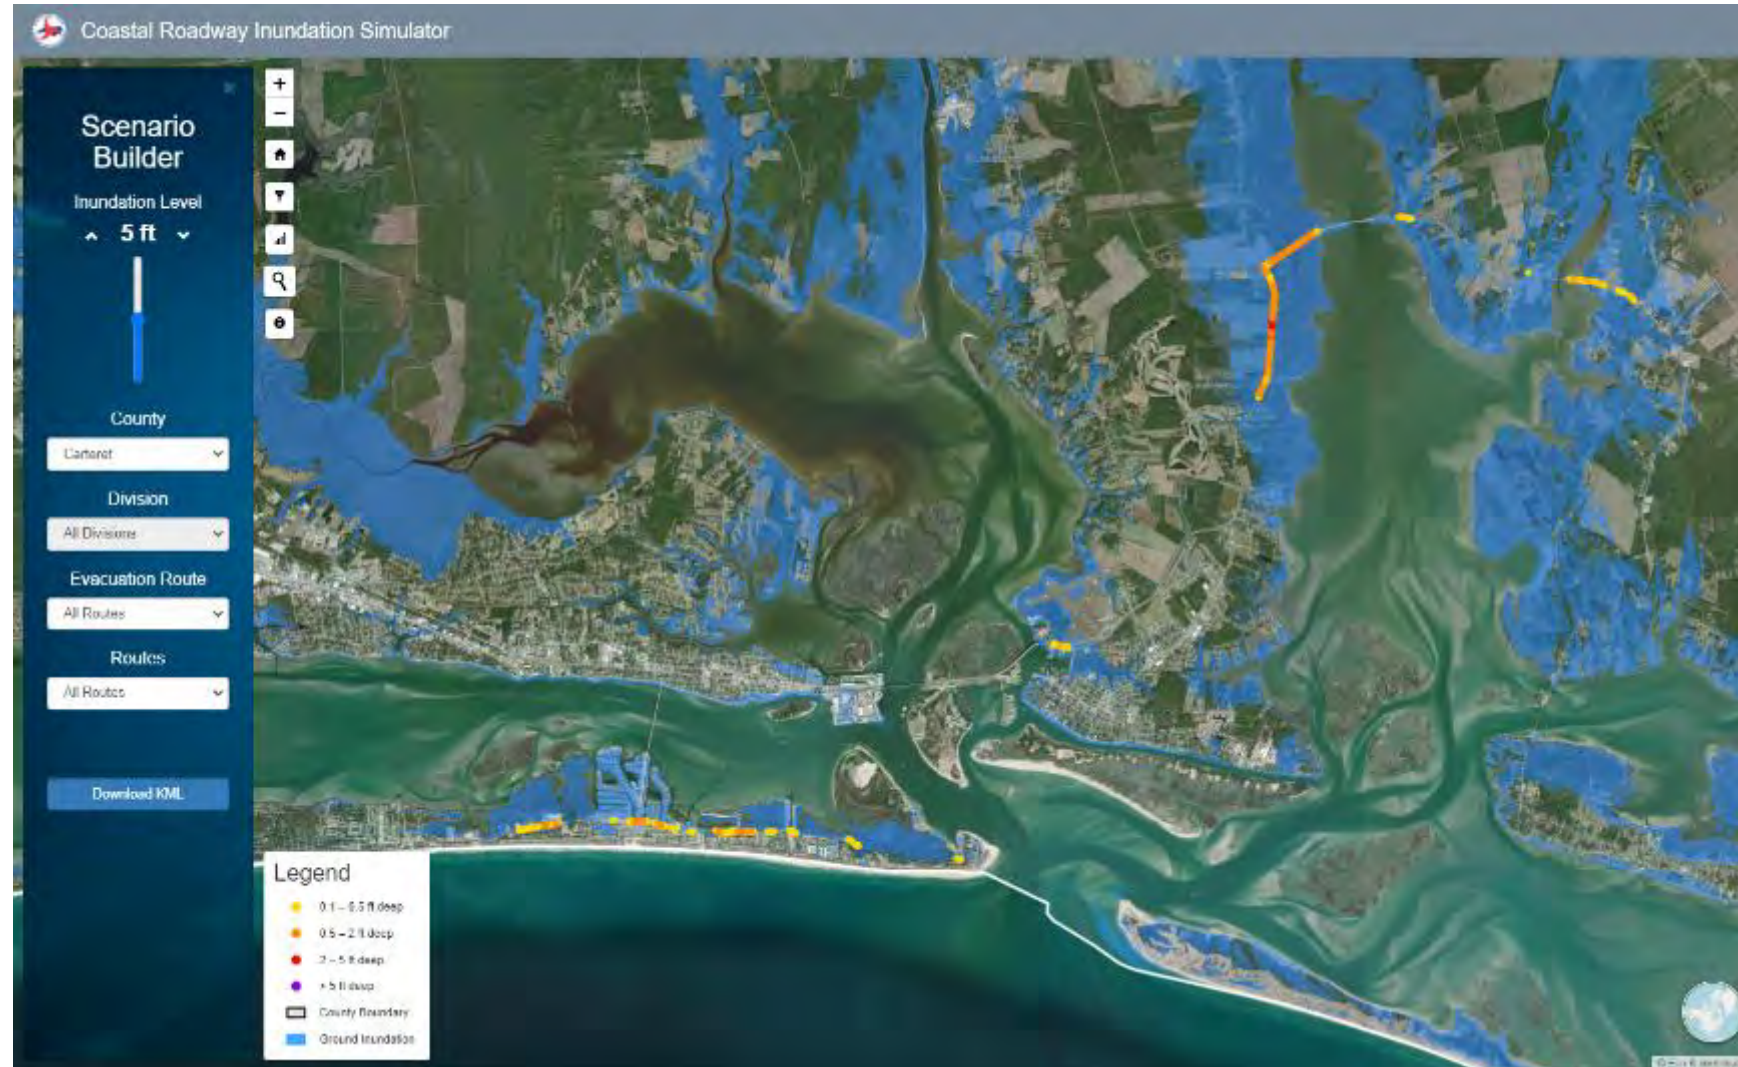 Coastal Roadway Inundation Simulator
Scenario
Builder
Inundation Level
5 ft
County
Carteret
Division
All Divisions
Evacuation Route
All Routes
Routes
All Routes
Download KML
+
−
Legend
0.1 – 0.5 ft deep
0.5 – 2 ft deep
2 – 5 ft deep
> 5 ft deep
County Boundary
Ground Inundation